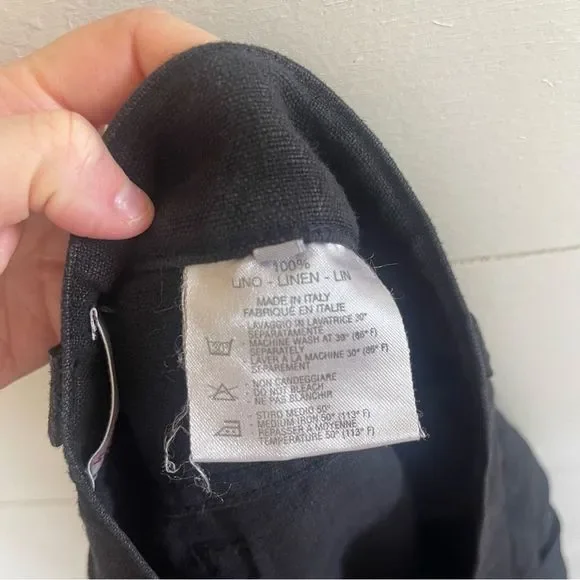 100%
LINO - LINEN - LIN
MADE IN ITALY
FABRIQUÉ EN ITALIE
- LAVAGGIO IN LAVATRICE 30°
SEPARATAMENTE
MACHINE WASH AT 30° (86° F)
SEPARATELY
LAVER A LA MACHINE 30° (86° F)
- NON CANDEGGIARE
- DO NOT BLEACH
- NE PAS BLANCHIR
- STIRO MEDIO 50°
- MEDIUM IRON 50° (113° F)
- REPASSER A MOYENNE
TEMPERATURE 50° (113° F)